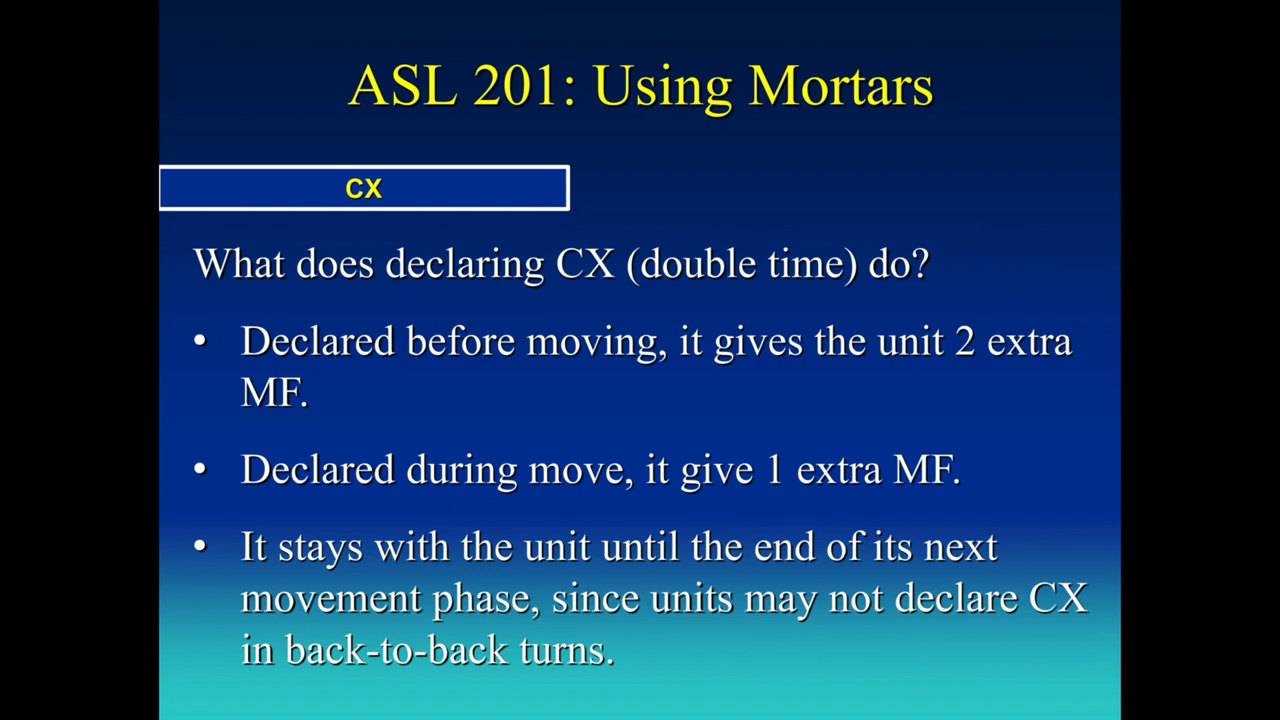 ASL 201: Using Mortars
CX
What does declaring CX (double time) do?
• Declared before moving, it gives the unit 2 extra
MF.
• Declared during move, it give 1 extra MF.
• It stays with the unit until the end of its next
movement phase, since units may not declare CX
in back-to-back turns.